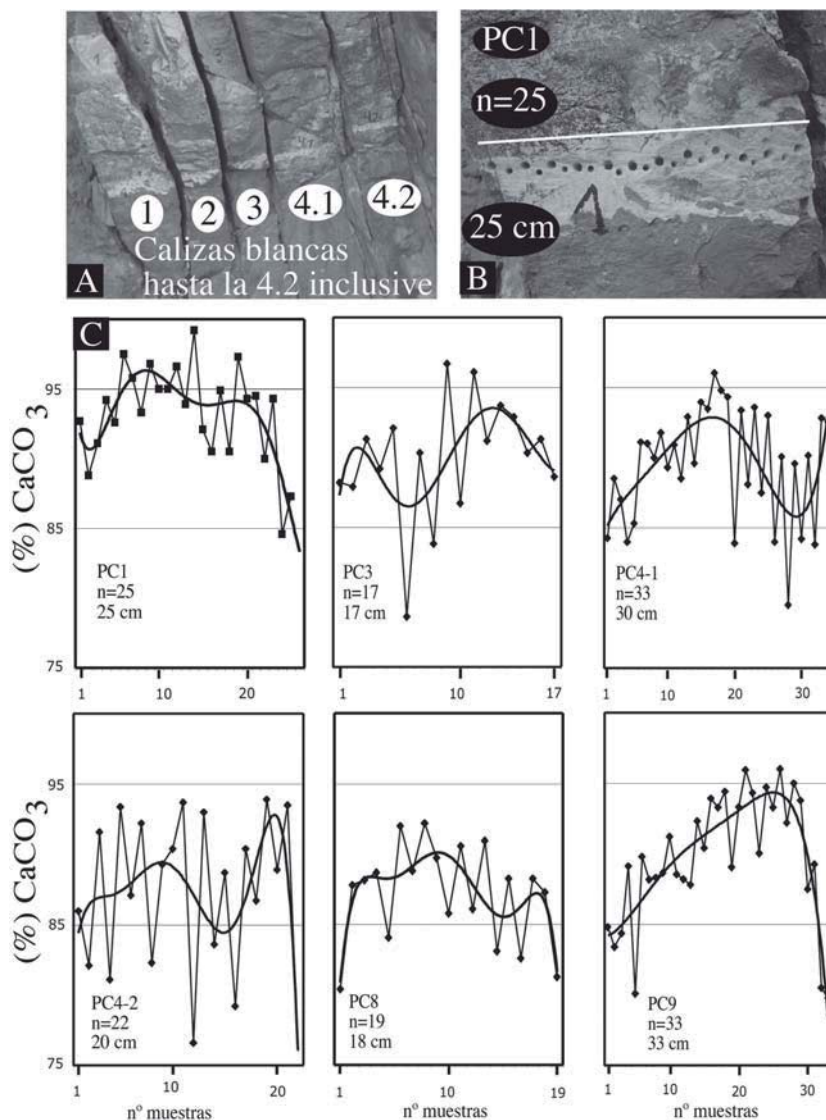 1
2
3
4.1
4.2
Calizas blancas
hasta la 4.2 inclusive
A
PC1
n=25
25 cm
B
C
(%) CaCO3
95
85
75
PC1
n=25
25 cm
1
10
20
PC3
n=17
17 cm
1
10
17
PC4-1
n=33
30 cm
1
10
20
30
(%) CaCO3
95
85
75
PC4-2
n=22
20 cm
1
10
20
nº muestras
PC8
n=19
18 cm
1
10
19
nº muestras
PC9
n=33
33 cm
1
10
20
30
nº muestras